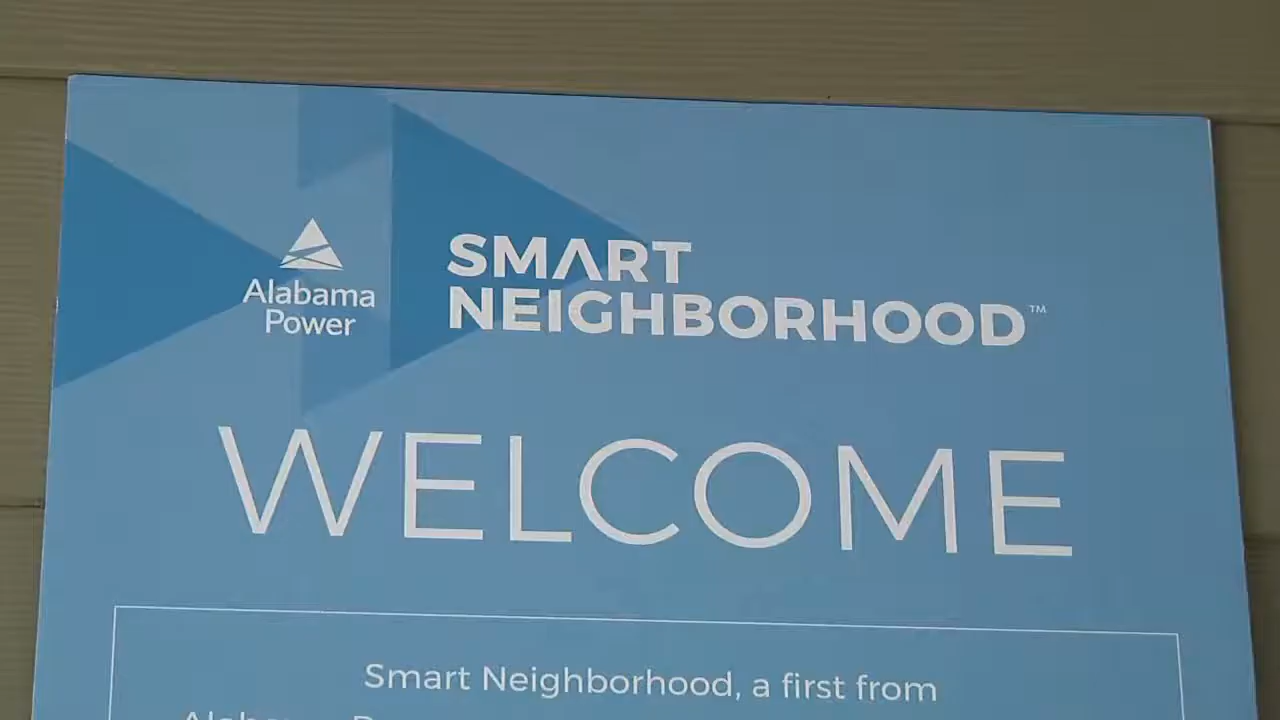 Alabama
Power
SMART
NEIGHBORHOOD™
WELCOME
Smart Neighborhood, a first from